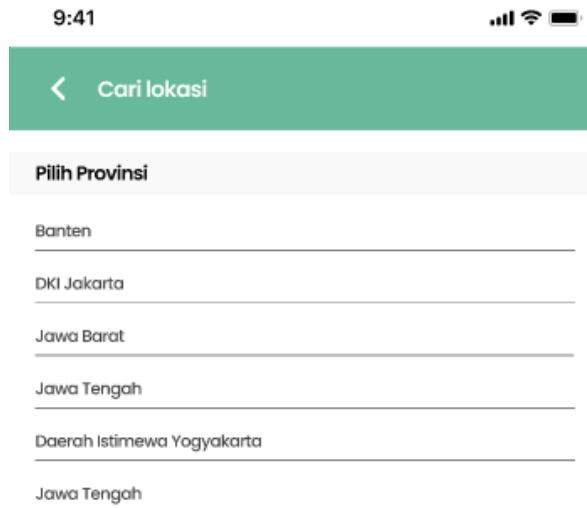 9:41
Cari lokasi
Pilih Provinsi
Banten
DKI Jakarta
Jawa Barat
Jawa Tengah
Daerah Istimewa Yogyakarta
Jawa Tengah